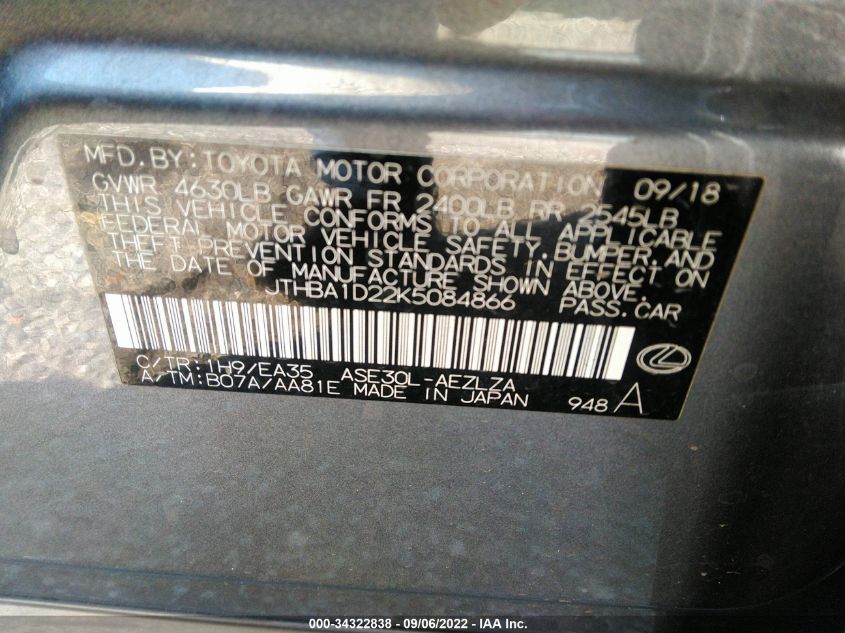 MFD.BY:TOYOTA MOTOR CORPORATION 09/18
GVWR 4630LB GAWR FR 2400LB RR 2545LB
THIS VEHICLE CONFORMS TO ALL APPLICABLE
FEDERAL MOTOR VEHICLE SAFETY,BUMPER,AND
THEFT PREVENTION STANDARDS IN EFFECT ON
THE DATE OF MANUFACTURE SHOWN ABOVE.
JTHBA1D22K5084866 PASS.CAR
C/TR:1H9/EA35 ASE30L-AEZLZA
A/TM:B07A/AA81E MADE IN JAPAN 948 A
000-34322838 - 09/06/2022 - IAA Inc.